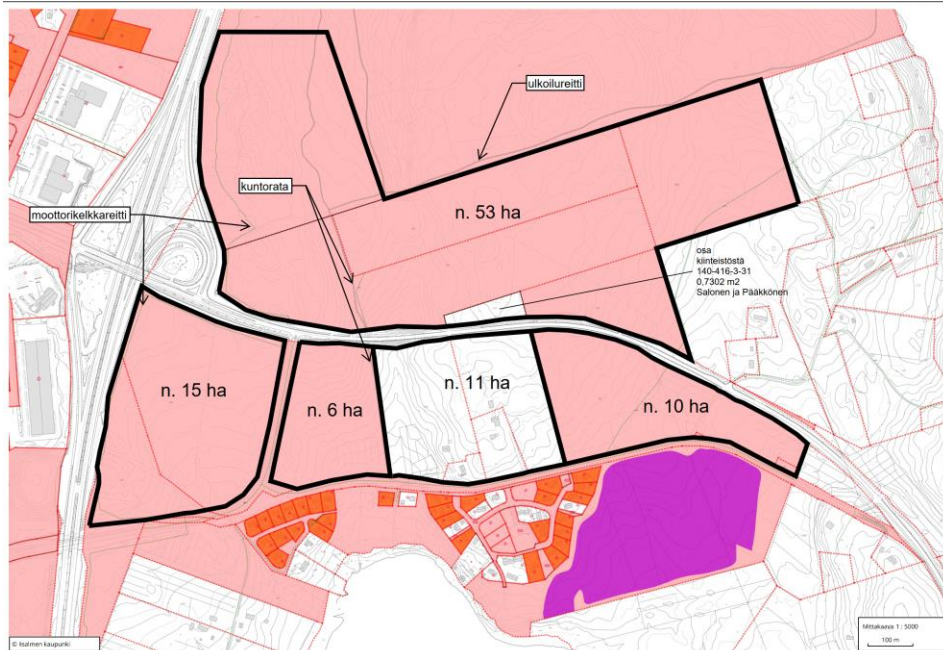 ulkoilureitti
kuntorata
moottorikelkkareitti
n. 53 ha
osa
kiinteistöstä
140-416-3-31
0,7302 m2
Salonen ja Pääkkönen
n. 15 ha
n. 6 ha
n. 11 ha
n. 10 ha
© Iisalmen kaupunki
Mittakaava 1: 5000
100 m